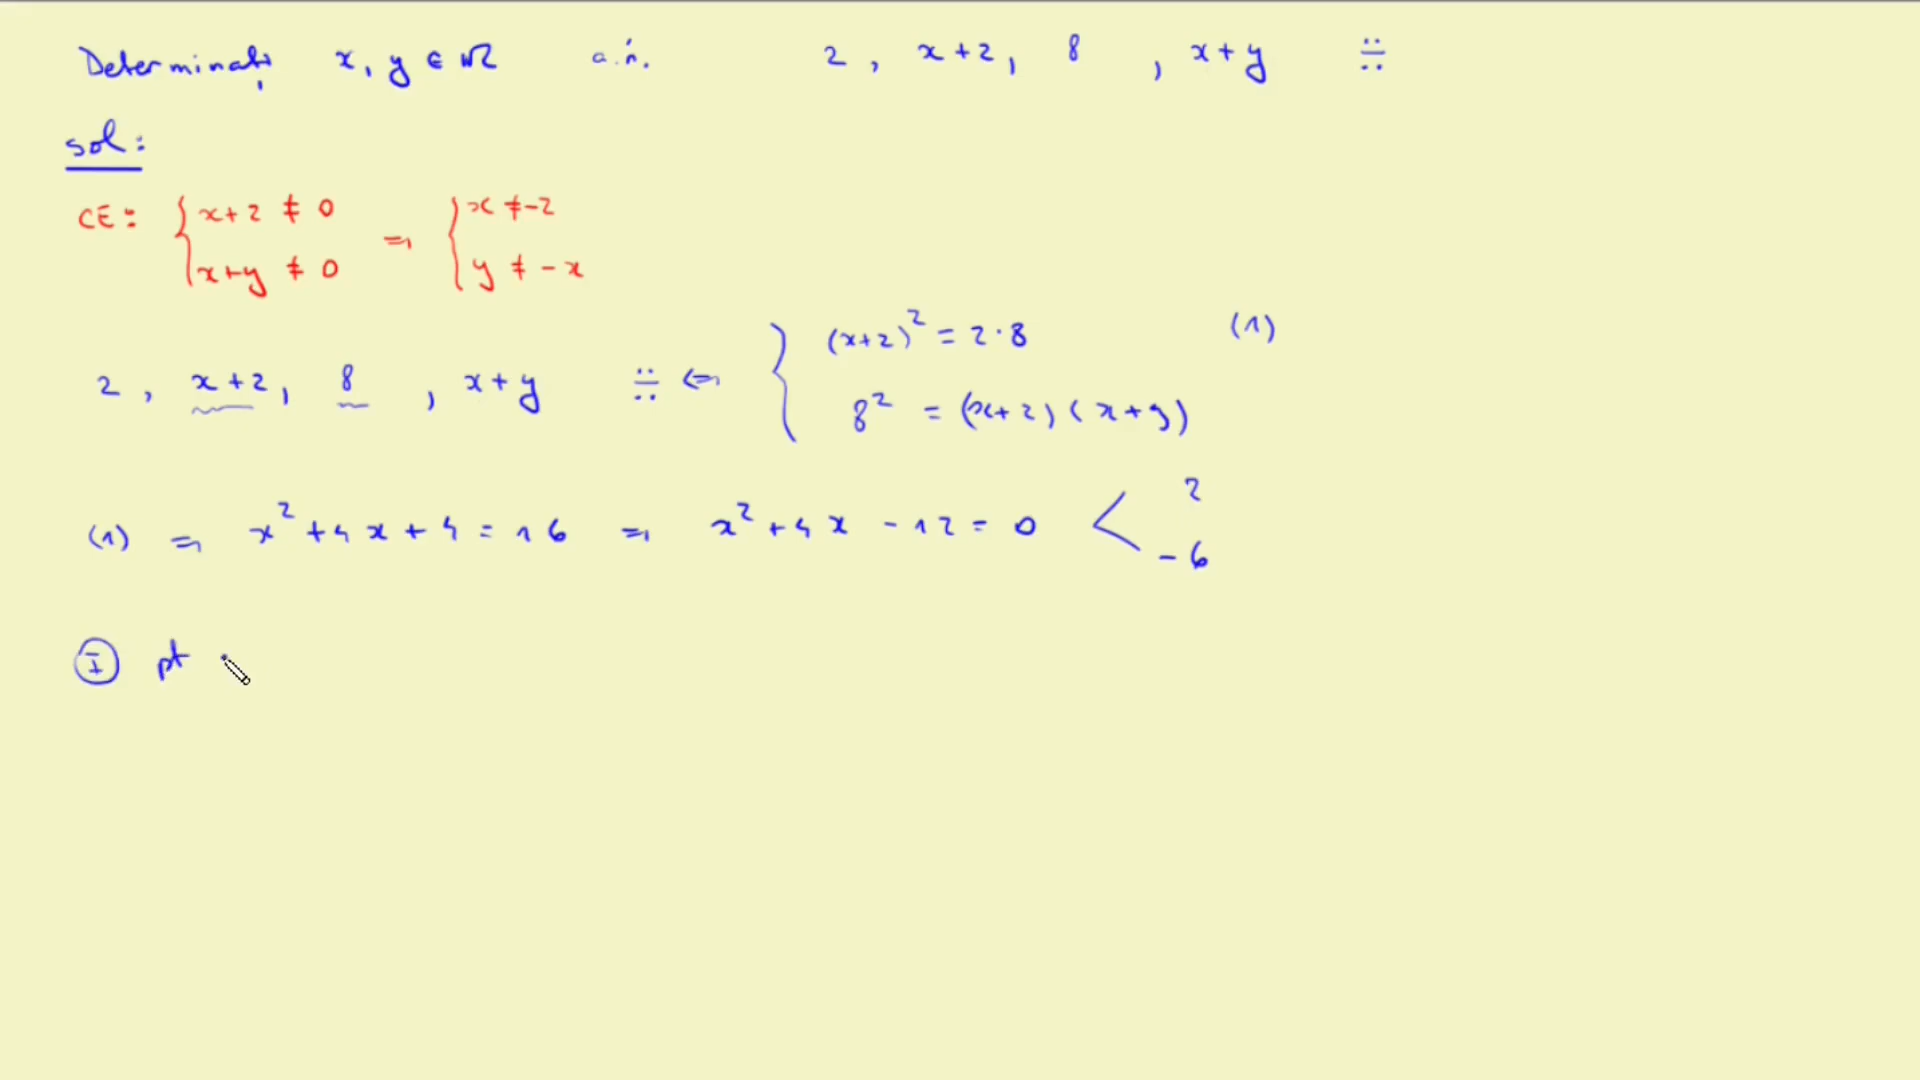 Determinați x, y ∈ ℝ a.î. 2, x+2, 8, x+y ÷÷
sol:
CE: { x+2 ≠ 0 ⇒ { x ≠ -2
x+y ≠ 0 y ≠ -x
2, x+2, 8, x+y ÷÷ ⇔ { (x+2)² = 2·8 (1)
8² = (x+2)(x+y)
(1) ⇒ x² + 4x + 4 = 16 ⇒ x² + 4x - 12 = 0 < 2
-6
I pt